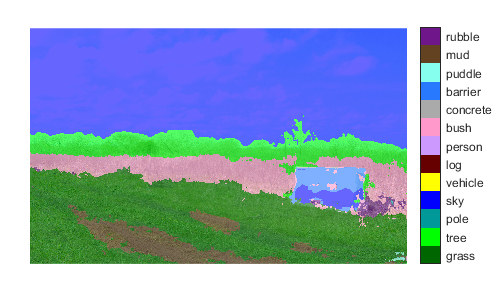 rubble
mud
puddle
barrier
concrete
bush
person
log
vehicle
sky
pole
tree
grass